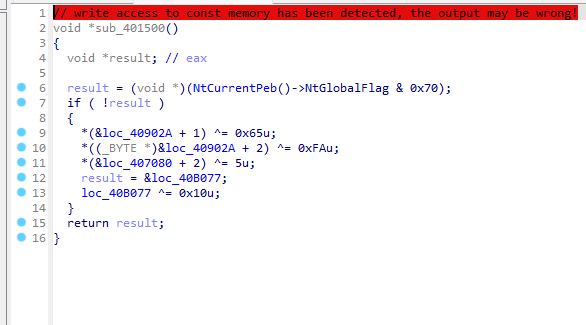 1 // write access to const memory has been detected, the output may be wrong!
2 void *sub_401500()
3 {
4 void *result; // eax
5
6 result = (void *)(NtCurrentPeb()->NtGlobalFlag & 0x70);
7 if ( !result )
8 {
9 *(&loc_40902A + 1) ^= 0x65u;
10 *((_BYTE *)&loc_40902A + 2) ^= 0xFAu;
11 *(&loc_407080 + 2) ^= 5u;
12 result = &loc_40B077;
13 loc_40B077 ^= 0x10u;
14 }
15 return result;
16 }